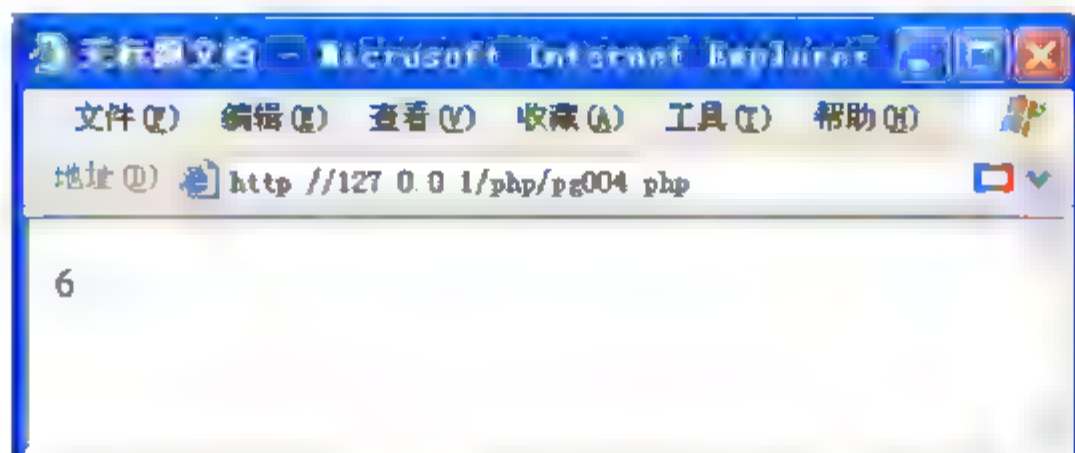 无标题文档 - Microsoft Internet Explorer
文件(F) 编辑(E) 查看(V) 收藏(A) 工具(T) 帮助(H)
地址(D) http //127 0 0 1/php/pg004 php
6